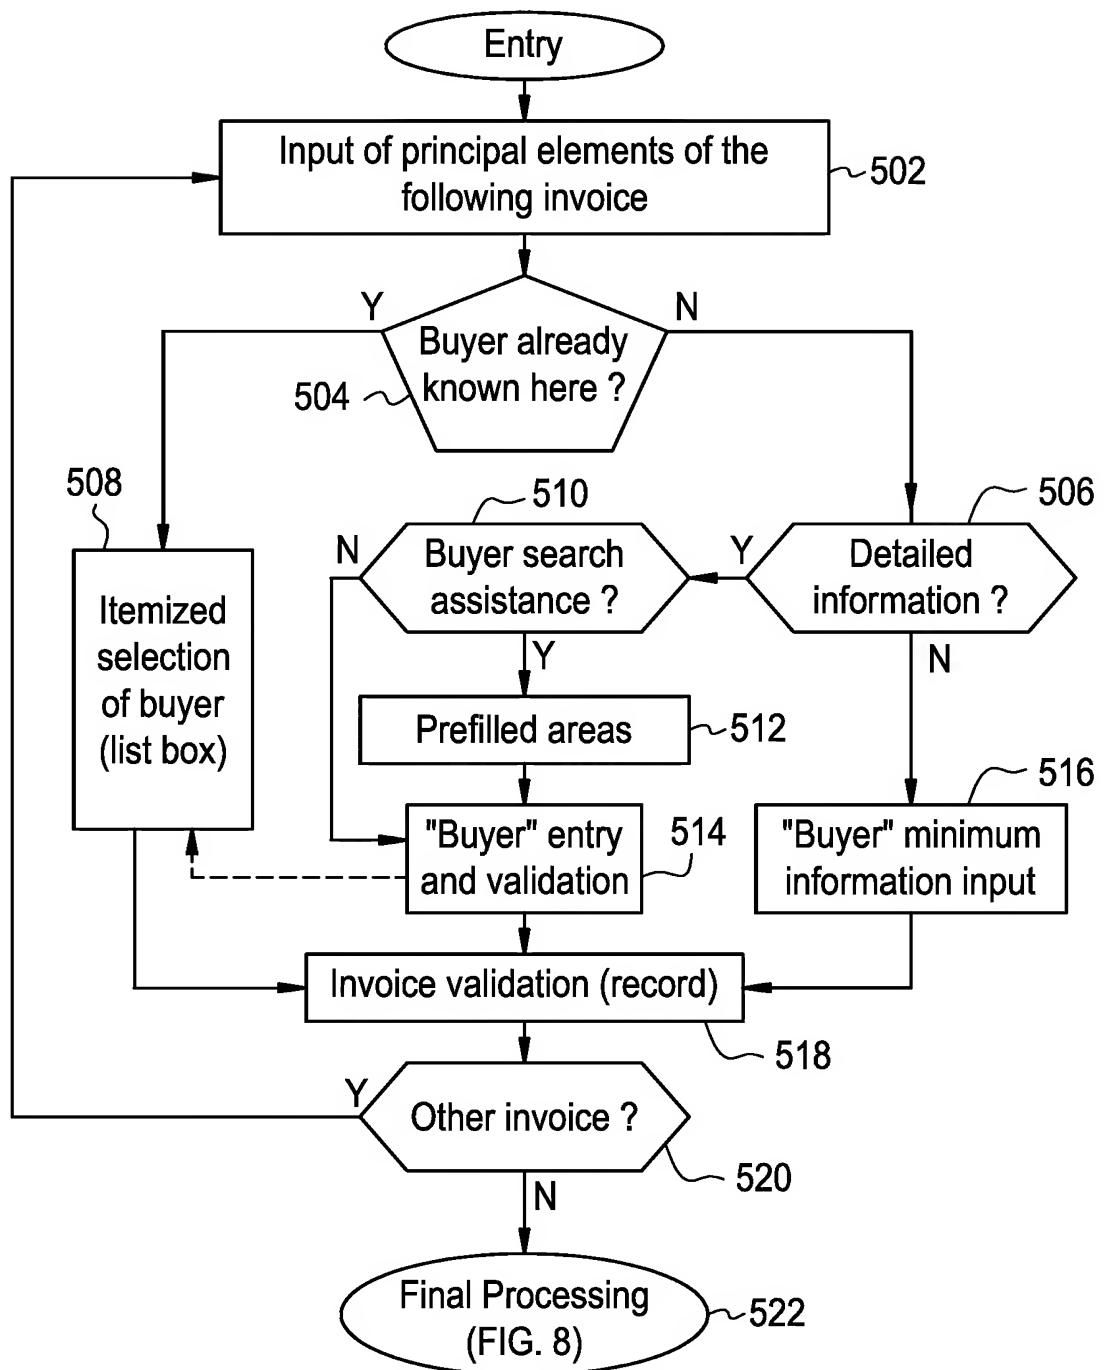 Entry
Input of principal elements of the
following invoice
502
Y
N
Buyer already
known here ?
504
508
510
506
N
Buyer search
assistance ?
Y
Detailed
information ?
Itemized
selection
of buyer
(list box)
Y
N
Prefilled areas
512
516
"Buyer" entry
and validation
514
"Buyer" minimum
information input
Invoice validation (record)
518
Y
Other invoice ?
520
N
Final Processing
(FIG. 8)
522